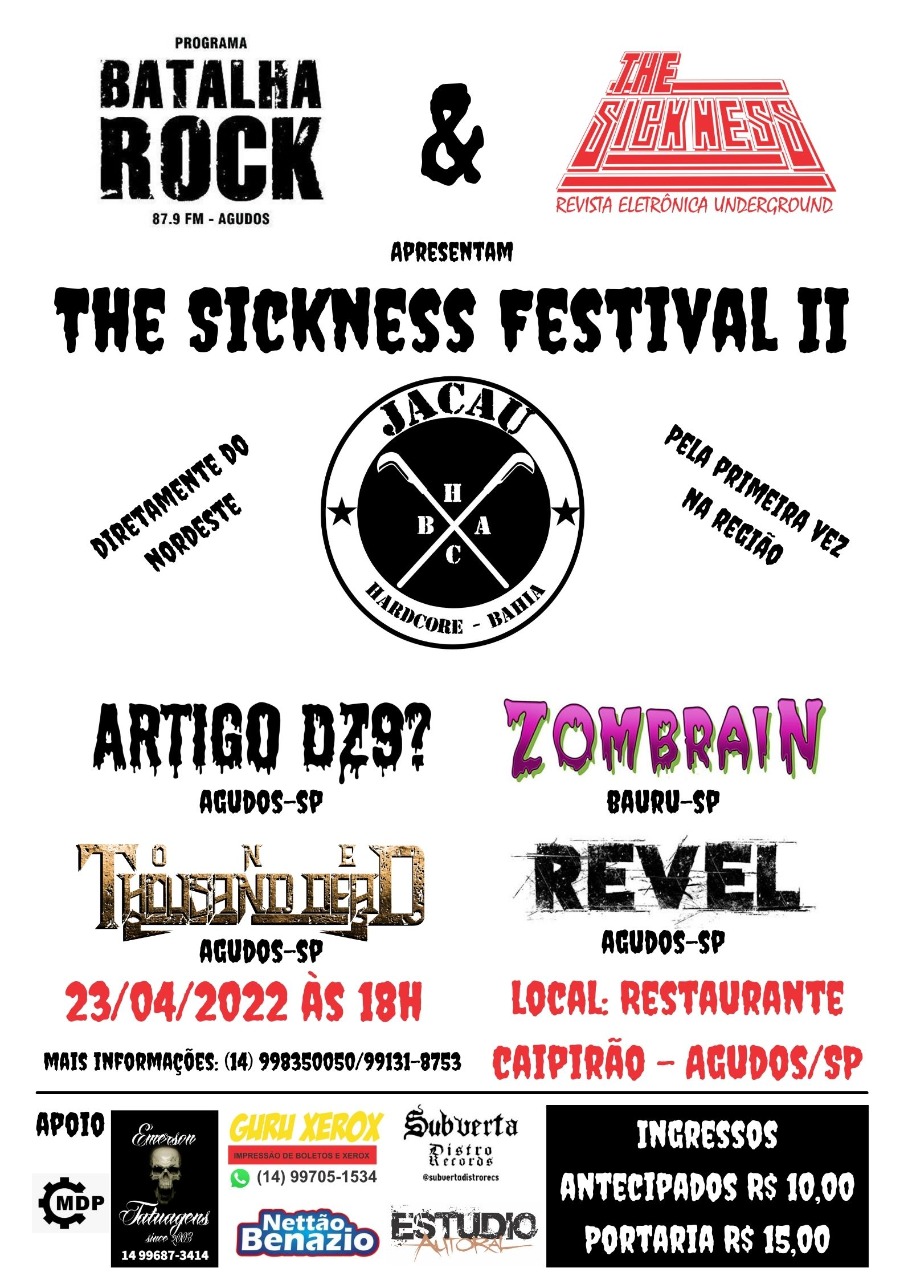 PROGRAMA
BATALHA
ROCK
87.9 FM - AGUDOS
&
THE
SICKNESS
REVISTA ELETRÔNICA UNDERGROUND
APRESENTAM
THE SICKNESS FESTIVAL II
DIRETAMENTE DO
NORDESTE
JACAU
H
B A
C
HARDCORE - BAHIA
PELA PRIMEIRA VEZ
NA REGIÃO
ARTIGO DZ9?
AGUDOS-SP
ZOMBRAIN
BAURU-SP
ONE
THOUSAND DEAD
AGUDOS-SP
REVEL
AGUDOS-SP
23/04/2022 ÀS 18H
MAIS INFORMAÇÕES: (14) 998350050/99131-8753
LOCAL: RESTAURANTE
CAIPIRÃO - AGUDOS/SP
APOIO
MDP
Emerson
Tatuagens
since 2003
14 99687-3414
GURU XEROX
IMPRESSÃO DE BOLETOS E XEROX
(14) 99705-1534
Nettão
Benazio
Subverta
Distro
Records
@subvertadistrorecs
ESTUDIO
AUTORAL
INGRESSOS
ANTECIPADOS R$ 10,00
PORTARIA R$ 15,00